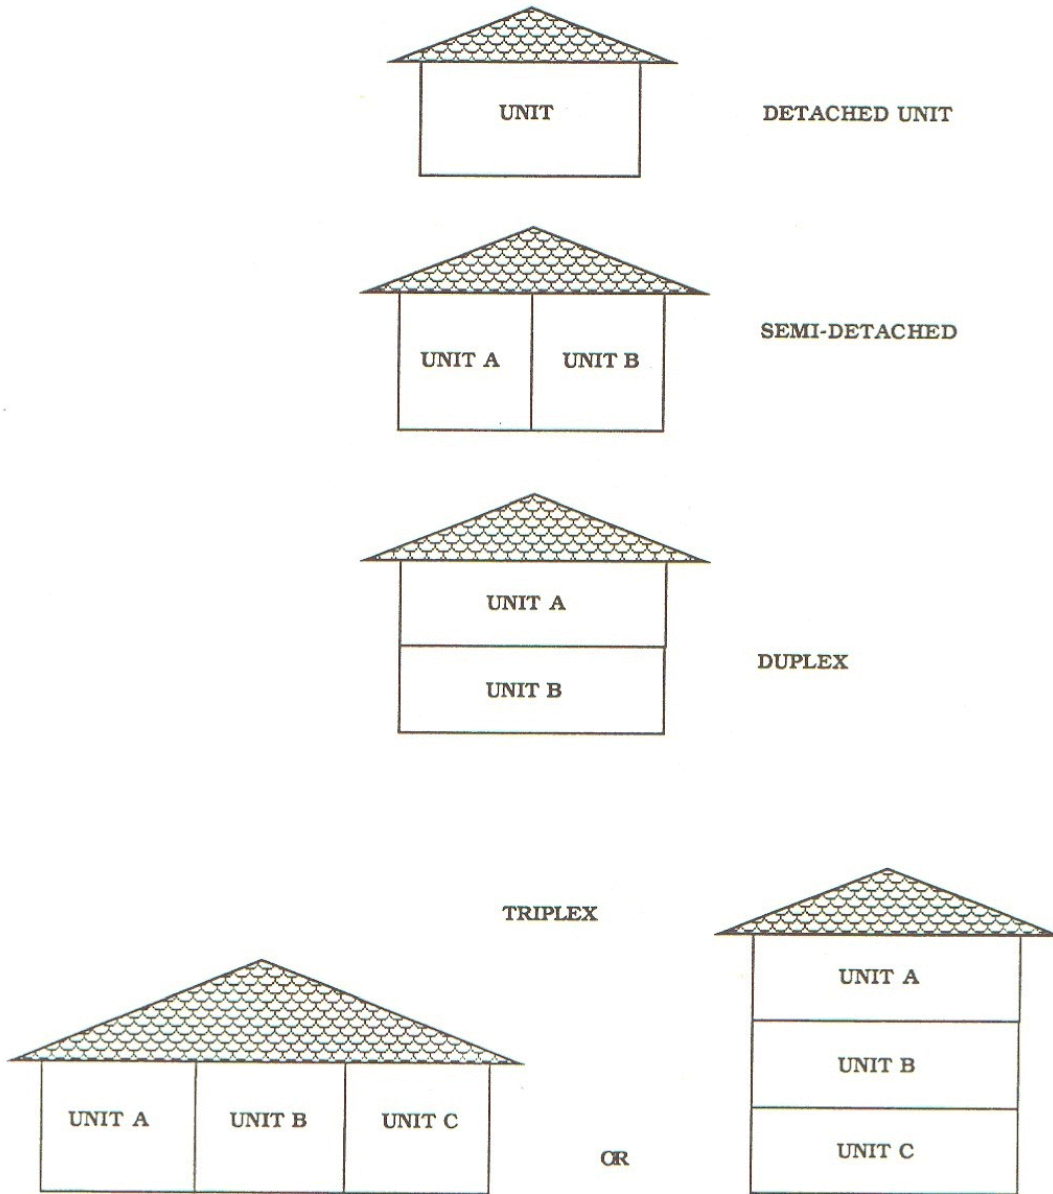 UNIT
DETACHED UNIT
SEMI-DETACHED
UNIT A
UNIT B
UNIT A
DUPLEX
UNIT B
TRIPLEX
UNIT A
UNIT B
UNIT A
UNIT B
UNIT C
UNIT C
OR